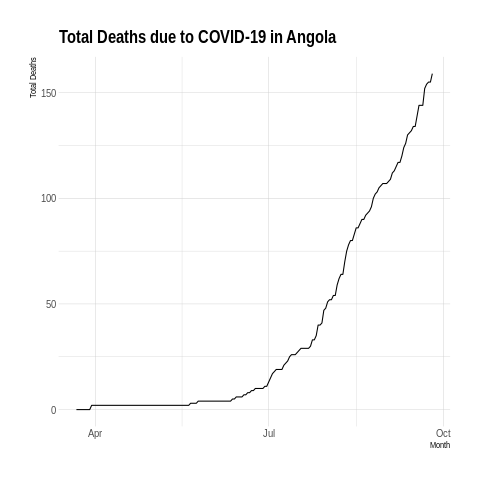 Total Deaths due to COVID-19 in Angola
Total Deaths
150
100
50
0
Apr
Jul
Oct
Month